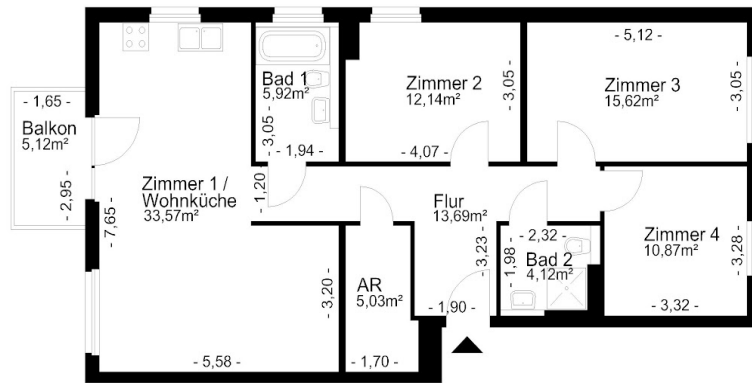 - 1,65 -
Balkon
5,12m²
- 2,95 -
Zimmer 1 /
Wohnküche
33,57m²
- 7,65 -
- 5,58 -
- 3,20 -
- 1,20 -
Bad 1
5,92m²
- 3,05 -
- 1,94 -
Zimmer 2
12,14m²
- 3,05 -
- 4,07 -
- 5,12 -
Zimmer 3
15,62m²
- 3,05 -
Flur
13,69m²
- 3,23 -
- 1,90 -
AR
5,03m²
- 1,70 -
- 2,32 -
- 1,98 -
Bad 2
4,12m²
Zimmer 4
10,87m²
- 3,28 -
- 3,32 -